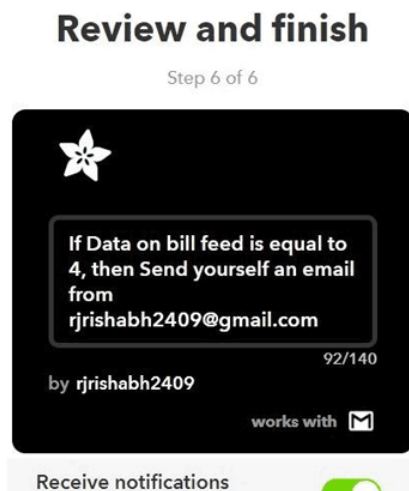 Review and finish
Step 6 of 6
If Data on bill feed is equal to
4, then Send yourself an email
from
rjrishabh2409@gmail.com
92/140
by rjrishabh2409
works with
Receive notifications